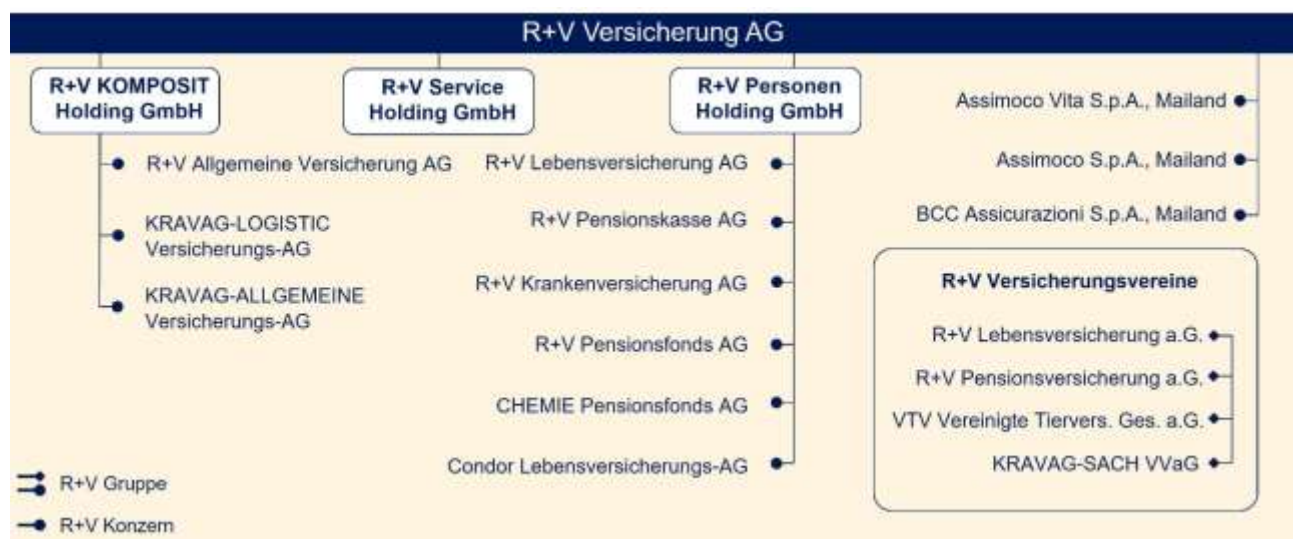 R+V Versicherung AG
R+V KOMPOSIT
Holding GmbH
R+V Allgemeine Versicherung AG
KRAVAG-LOGISTIC
Versicherungs-AG
KRAVAG-ALLGEMEINE
Versicherungs-AG
R+V Service
Holding GmbH
R+V Personen
Holding GmbH
R+V Lebensversicherung AG
R+V Pensionskasse AG
R+V Krankenversicherung AG
R+V Pensionsfonds AG
CHEMIE Pensionsfonds AG
Condor Lebensversicherungs-AG
Assimoco Vita S.p.A., Mailand
Assimoco S.p.A., Mailand
BCC Assicurazioni S.p.A., Mailand
R+V Versicherungsvereine
R+V Lebensversicherung a.G.
R+V Pensionsversicherung a.G.
VTV Vereinigte Tiervers. Ges. a.G.
KRAVAG-SACH VVaG
R+V Gruppe
R+V Konzern